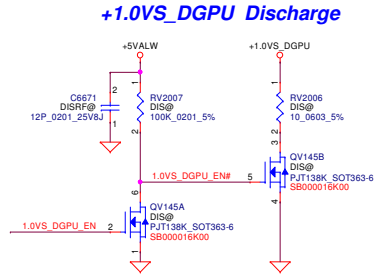 +1.0VS_DGPU Discharge
+5VALW
+1.0VS_DGPU
2
C6671
DISRF@
12P_0201_25V8J
1
1
RV2007
DIS@
100K_0201_5%
2
1
RV2006
DIS@
10_0603_5%
2
3
QV145B
DIS@
PJT138K_SOT363-6
SB000016K00
1.0VS_DGPU_EN#
5
4
6
QV145A
DIS@
PJT138K_SOT363-6
SB000016K00
1.0VS_DGPU_EN
2
1